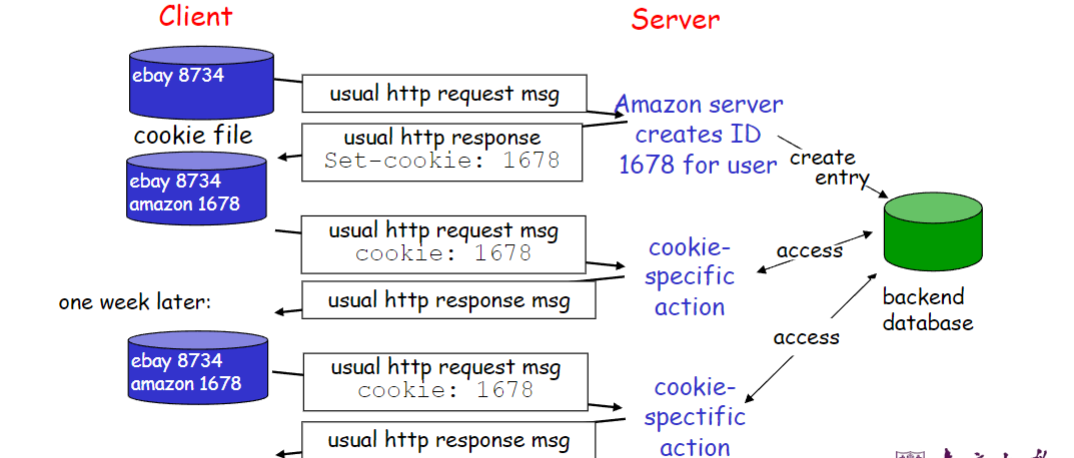 Client
Server
ebay 8734
usual http request msg
Amazon server
creates ID
1678 for user
cookie file
usual http response
Set-cookie: 1678
create
entry
ebay 8734
amazon 1678
usual http request msg
cookie: 1678
cookie-
specific
action
access
one week later:
usual http response msg
backend
database
access
ebay 8734
amazon 1678
usual http request msg
cookie: 1678
cookie-
spectific
action
usual http response msg